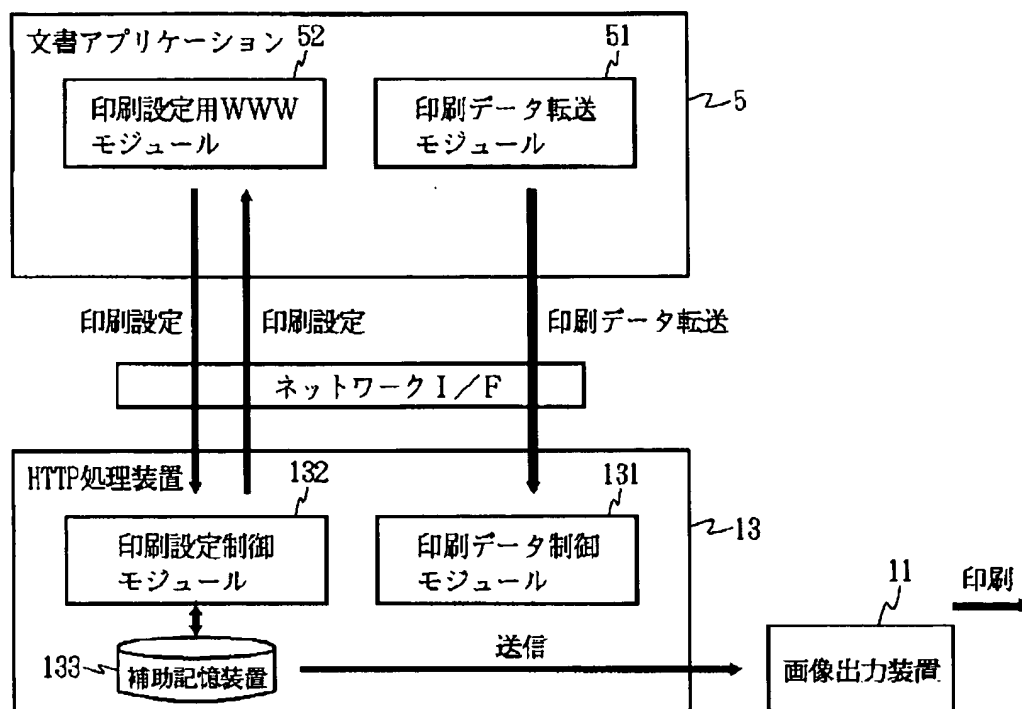 文書アプリケーション
52
51
印刷設定用WWW
モジュール
印刷データ転送
モジュール
5
印刷設定
印刷設定
印刷データ転送
ネットワークI/F
HTTP処理装置
132
131
印刷設定制御
モジュール
印刷データ制御
モジュール
13
11
印刷
133
補助記憶装置
送信
画像出力装置